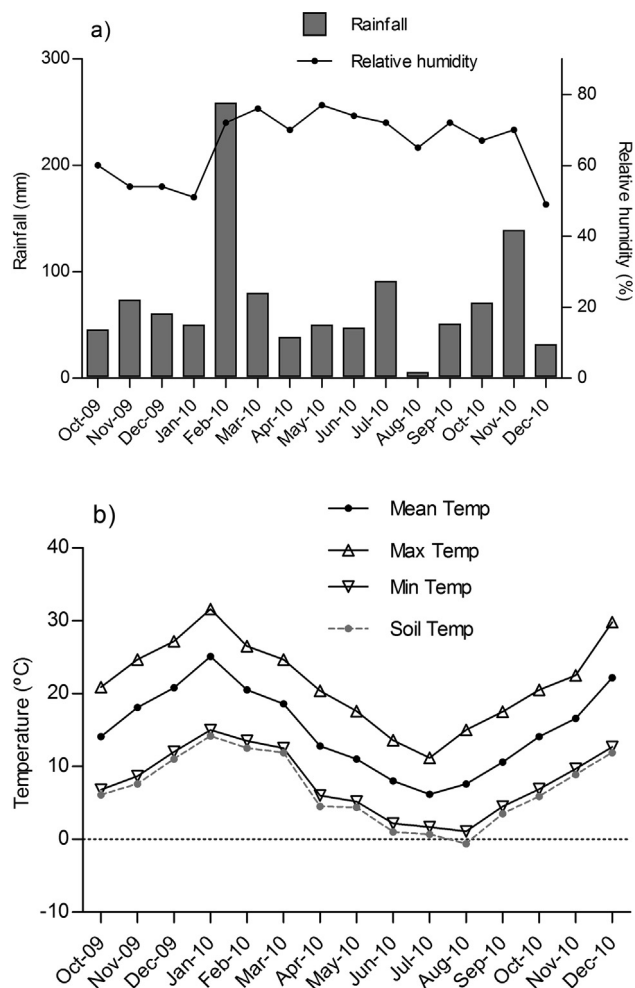 a)
Rainfall
Relative humidity
300
200
100
0
Rainfall (mm)
80
60
40
20
0
Relative humidity (%)
Oct-09
Nov-09
Dec-09
Jan-10
Feb-10
Mar-10
Apr-10
May-10
Jun-10
Jul-10
Aug-10
Sep-10
Oct-10
Nov-10
Dec-10
b)
Mean Temp
Max Temp
Min Temp
Soil Temp
40
30
20
10
0
-10
Temperature (ºC)
Oct-09
Nov-09
Dec-09
Jan-10
Feb-10
Mar-10
Apr-10
May-10
Jun-10
Jul-10
Aug-10
Sep-10
Oct-10
Nov-10
Dec-10